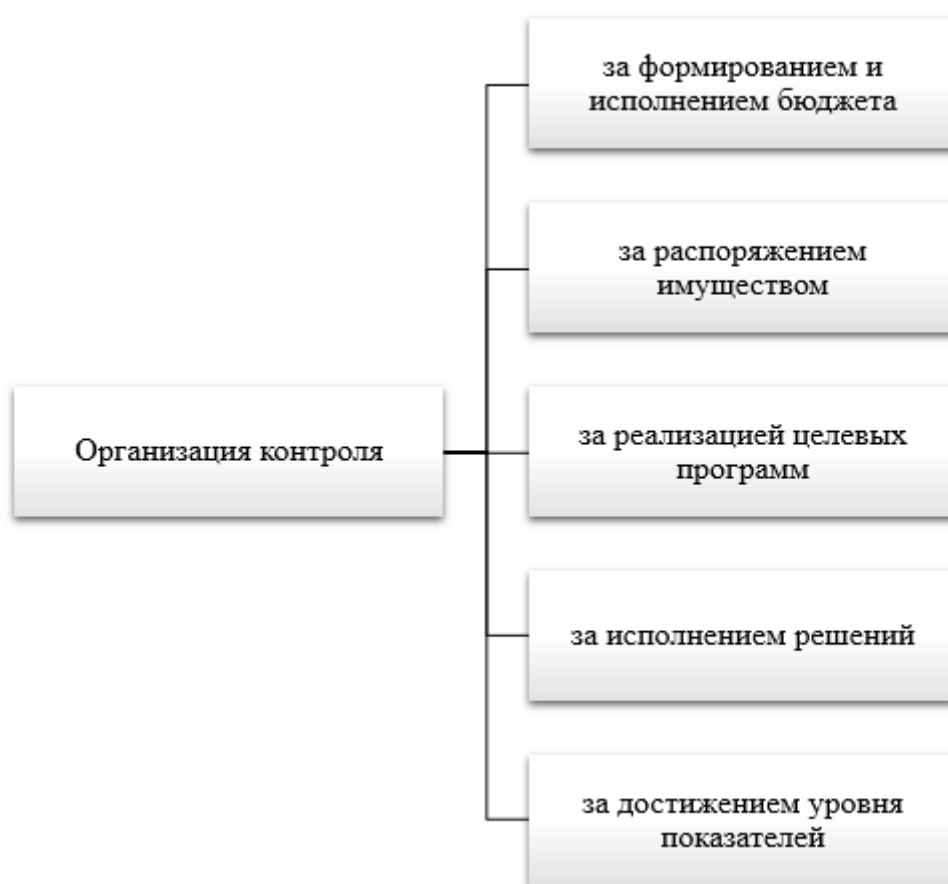 за формированием и
исполнением бюджета
за распоряжением
имуществом
Организация контроля
за реализацией целевых
программ
за исполнением решений
за достижением уровня
показателей